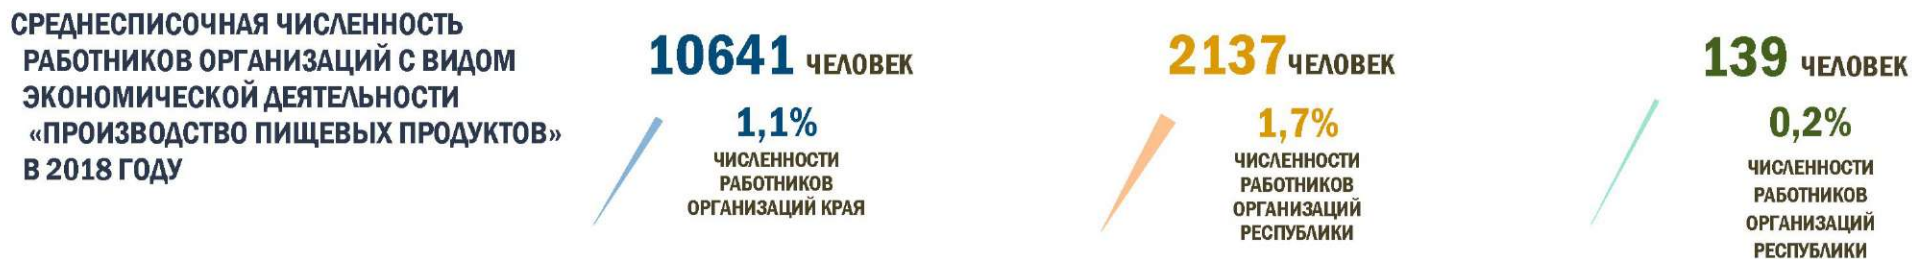 СРЕДНЕСПИСОЧНАЯ ЧИСЛЕННОСТЬ
РАБОТНИКОВ ОРГАНИЗАЦИЙ С ВИДОМ
ЭКОНОМИЧЕСКОЙ ДЕЯТЕЛЬНОСТИ
«ПРОИЗВОДСТВО ПИЩЕВЫХ ПРОДУКТОВ»
В 2018 ГОДУ
10641 ЧЕЛОВЕК
1,1%
ЧИСЛЕННОСТИ
РАБОТНИКОВ
ОРГАНИЗАЦИЙ КРАЯ
2137 ЧЕЛОВЕК
1,7%
ЧИСЛЕННОСТИ
РАБОТНИКОВ
ОРГАНИЗАЦИЙ
РЕСПУБЛИКИ
139 ЧЕЛОВЕК
0,2%
ЧИСЛЕННОСТИ
РАБОТНИКОВ
ОРГАНИЗАЦИЙ
РЕСПУБЛИКИ